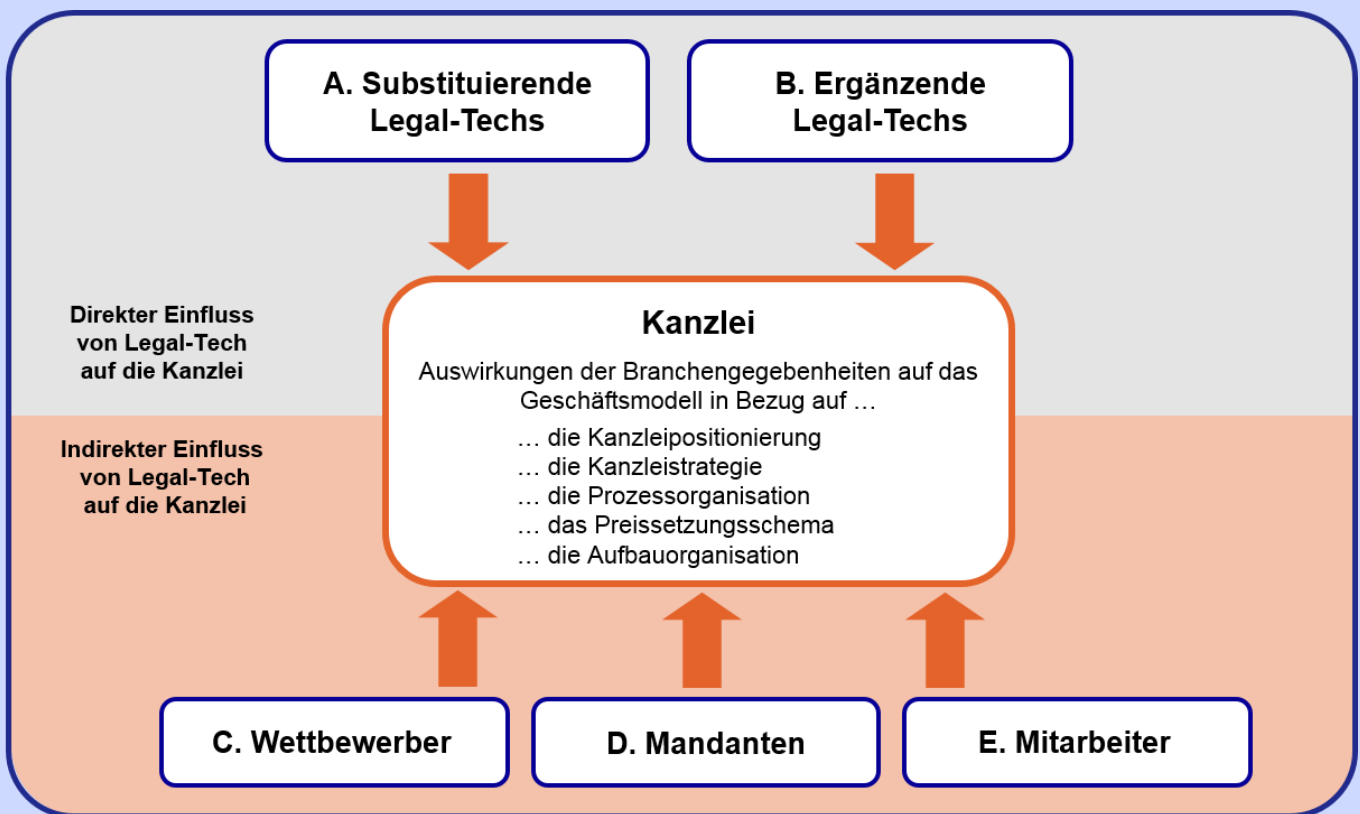 A. Substituierende
Legal-Techs
B. Ergänzende
Legal-Techs
Direkter Einfluss
von Legal-Tech
auf die Kanzlei
Kanzlei
Auswirkungen der Branchengegebenheiten auf das
Geschäftsmodell in Bezug auf …
… die Kanzleipositionierung
… die Kanzleistrategie
… die Prozessorganisation
… das Preissetzungsschema
… die Aufbauorganisation
Indirekter Einfluss
von Legal-Tech
auf die Kanzlei
C. Wettbewerber
D. Mandanten
E. Mitarbeiter